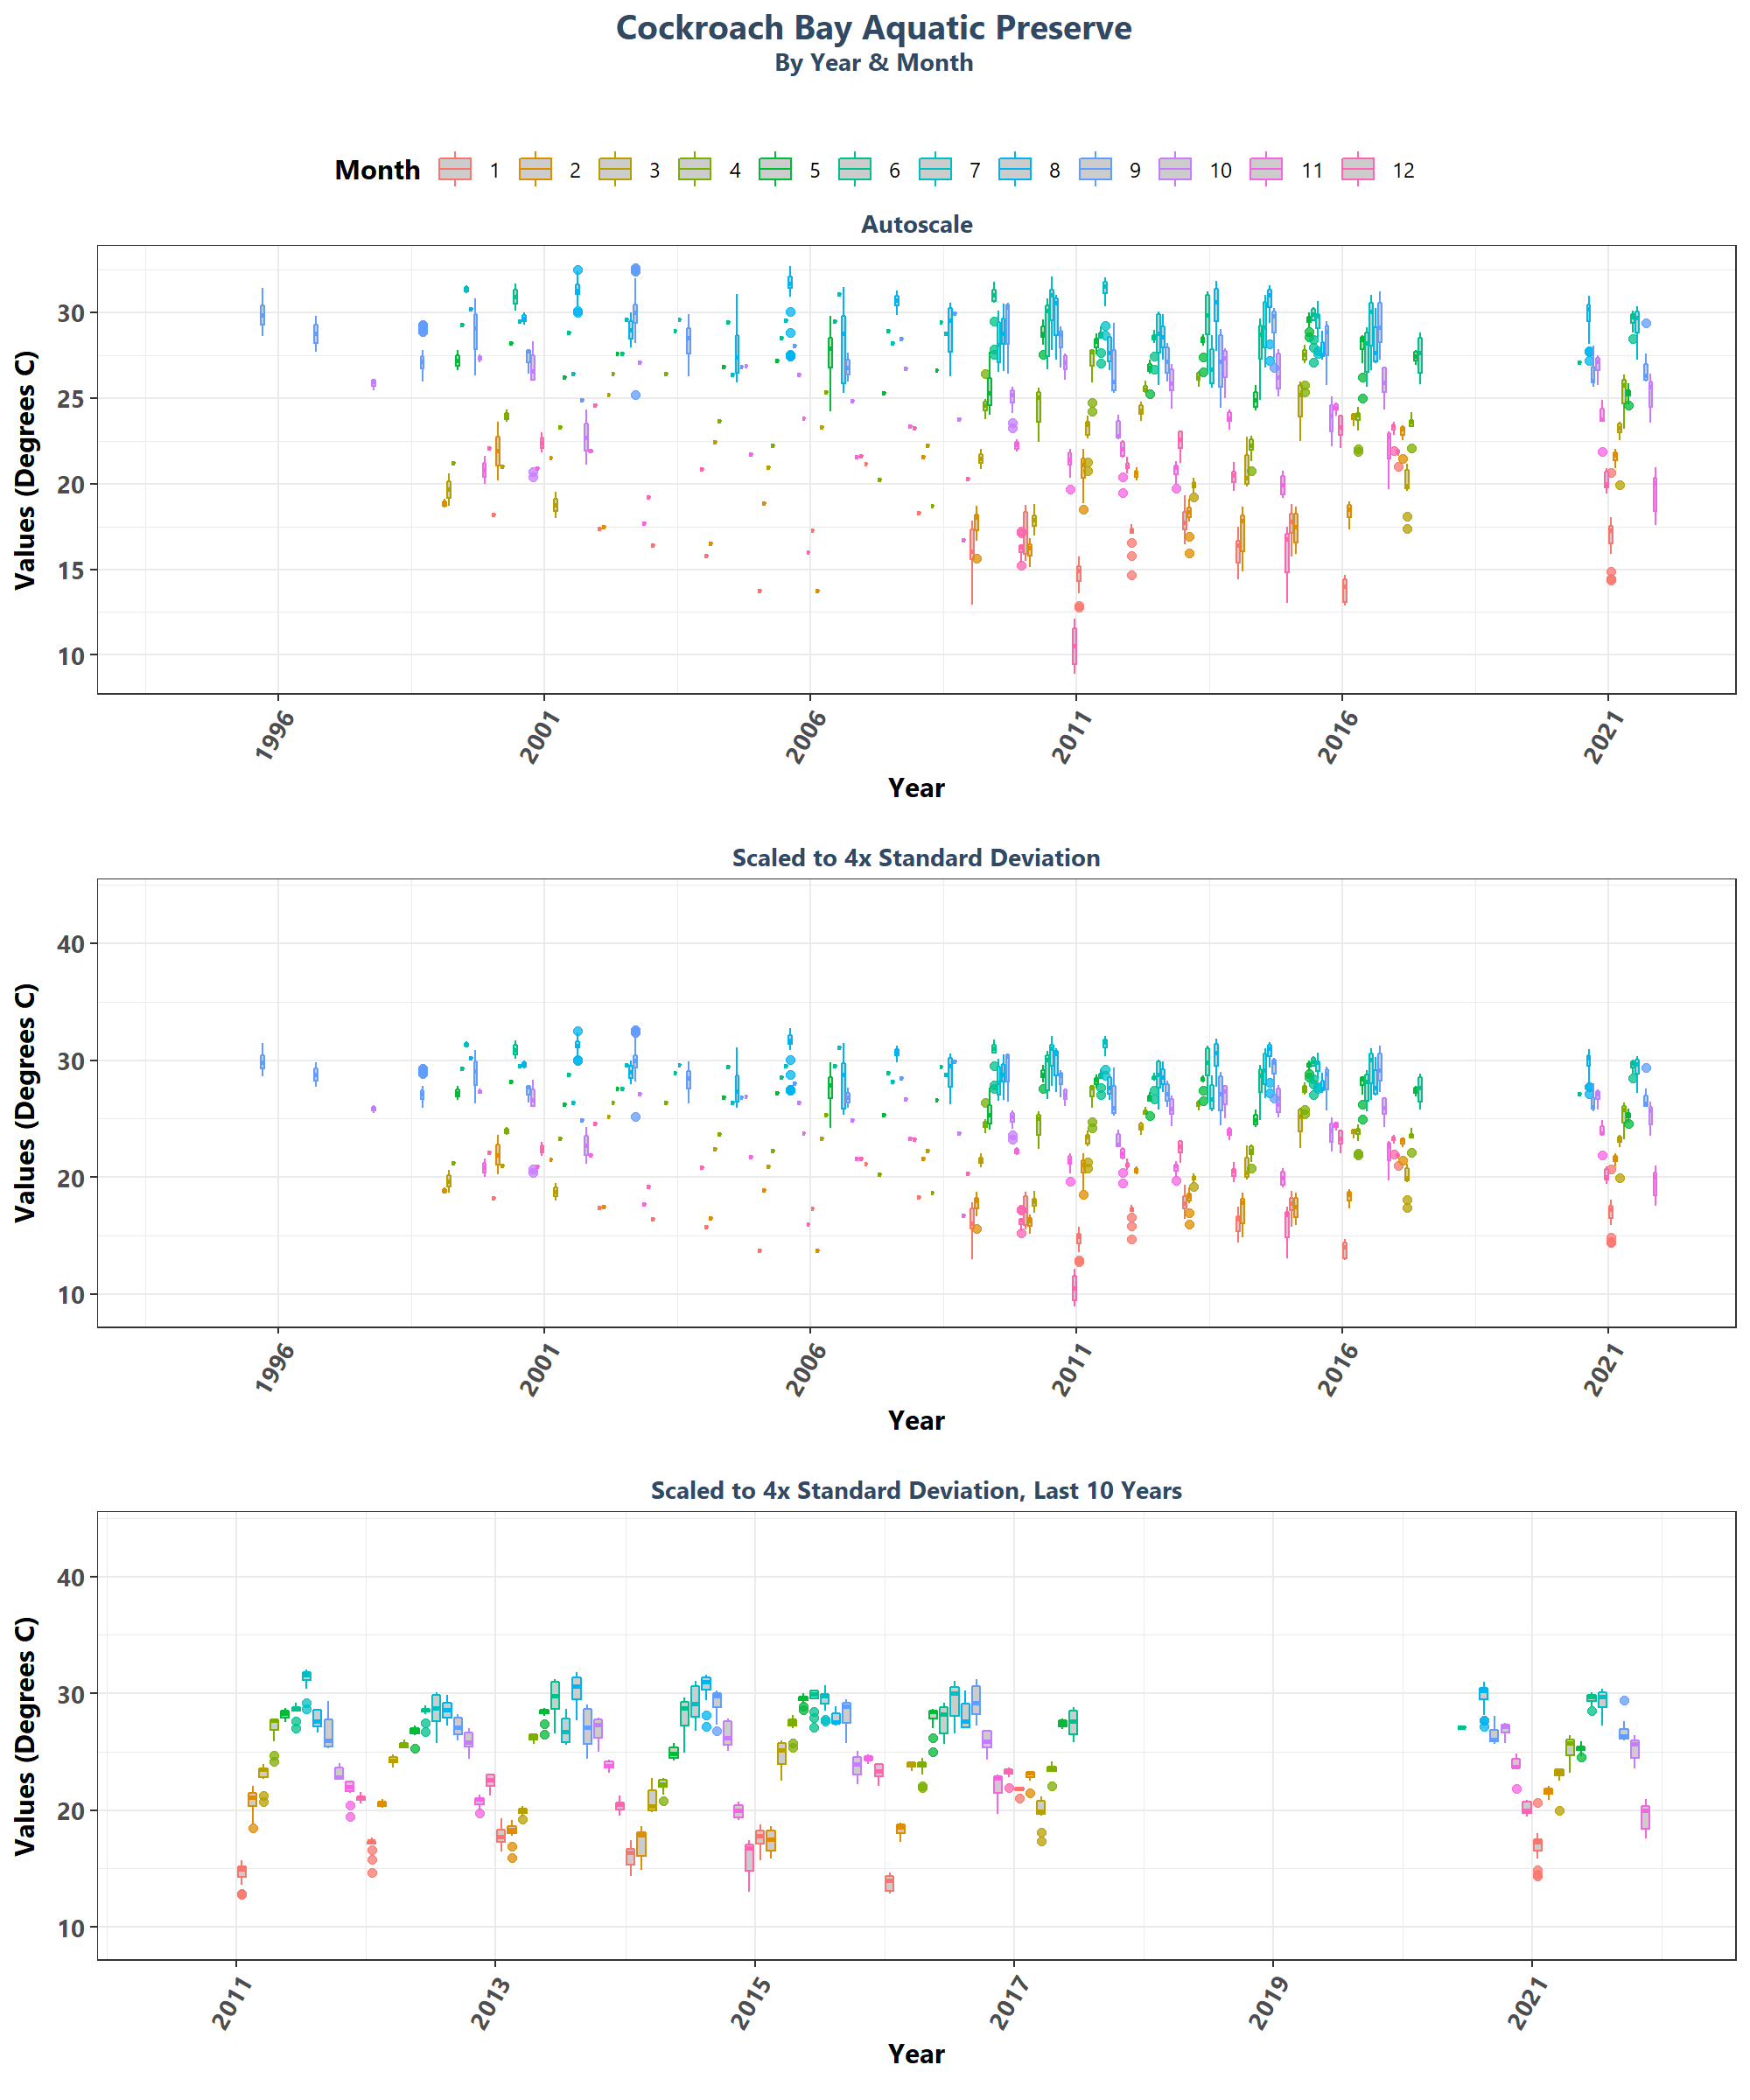 Cockroach Bay Aquatic Preserve
By Year & Month
Month 1 2 3 4 5 6 7 8 9 10 11 12
Autoscale
Values (Degrees C)
30
25
20
15
10
1996 2001 2006 2011 2016 2021
Year
Scaled to 4x Standard Deviation
Values (Degrees C)
40
30
20
10
1996 2001 2006 2011 2016 2021
Year
Scaled to 4x Standard Deviation, Last 10 Years
Values (Degrees C)
40
30
20
10
2011 2013 2015 2017 2019 2021
Year